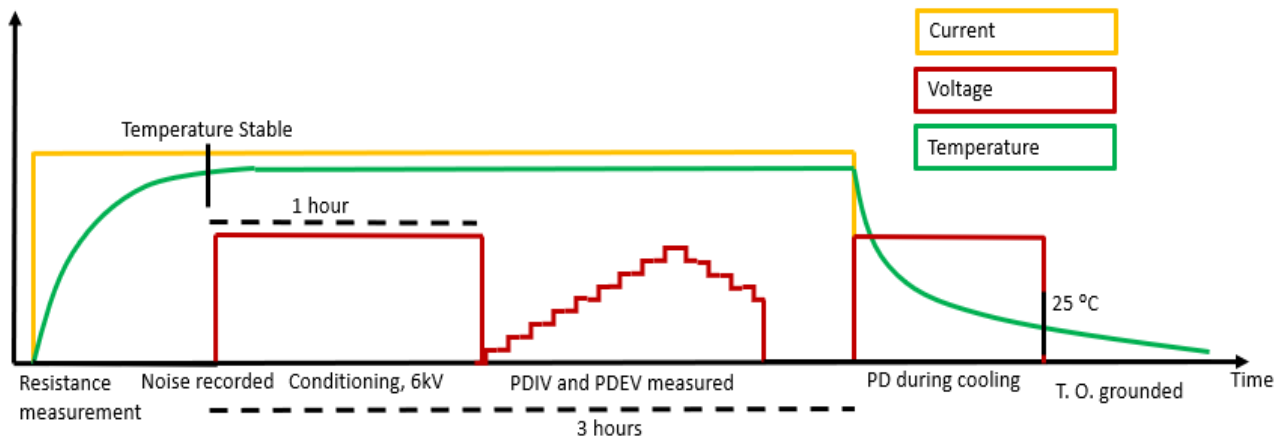 Current
Voltage
Temperature
Temperature Stable
1 hour
25 ⁰C
Resistance
measurement
Noise recorded
Conditioning, 6kV
PDIV and PDEV measured
PD during cooling
T. O. grounded
Time
3 hours